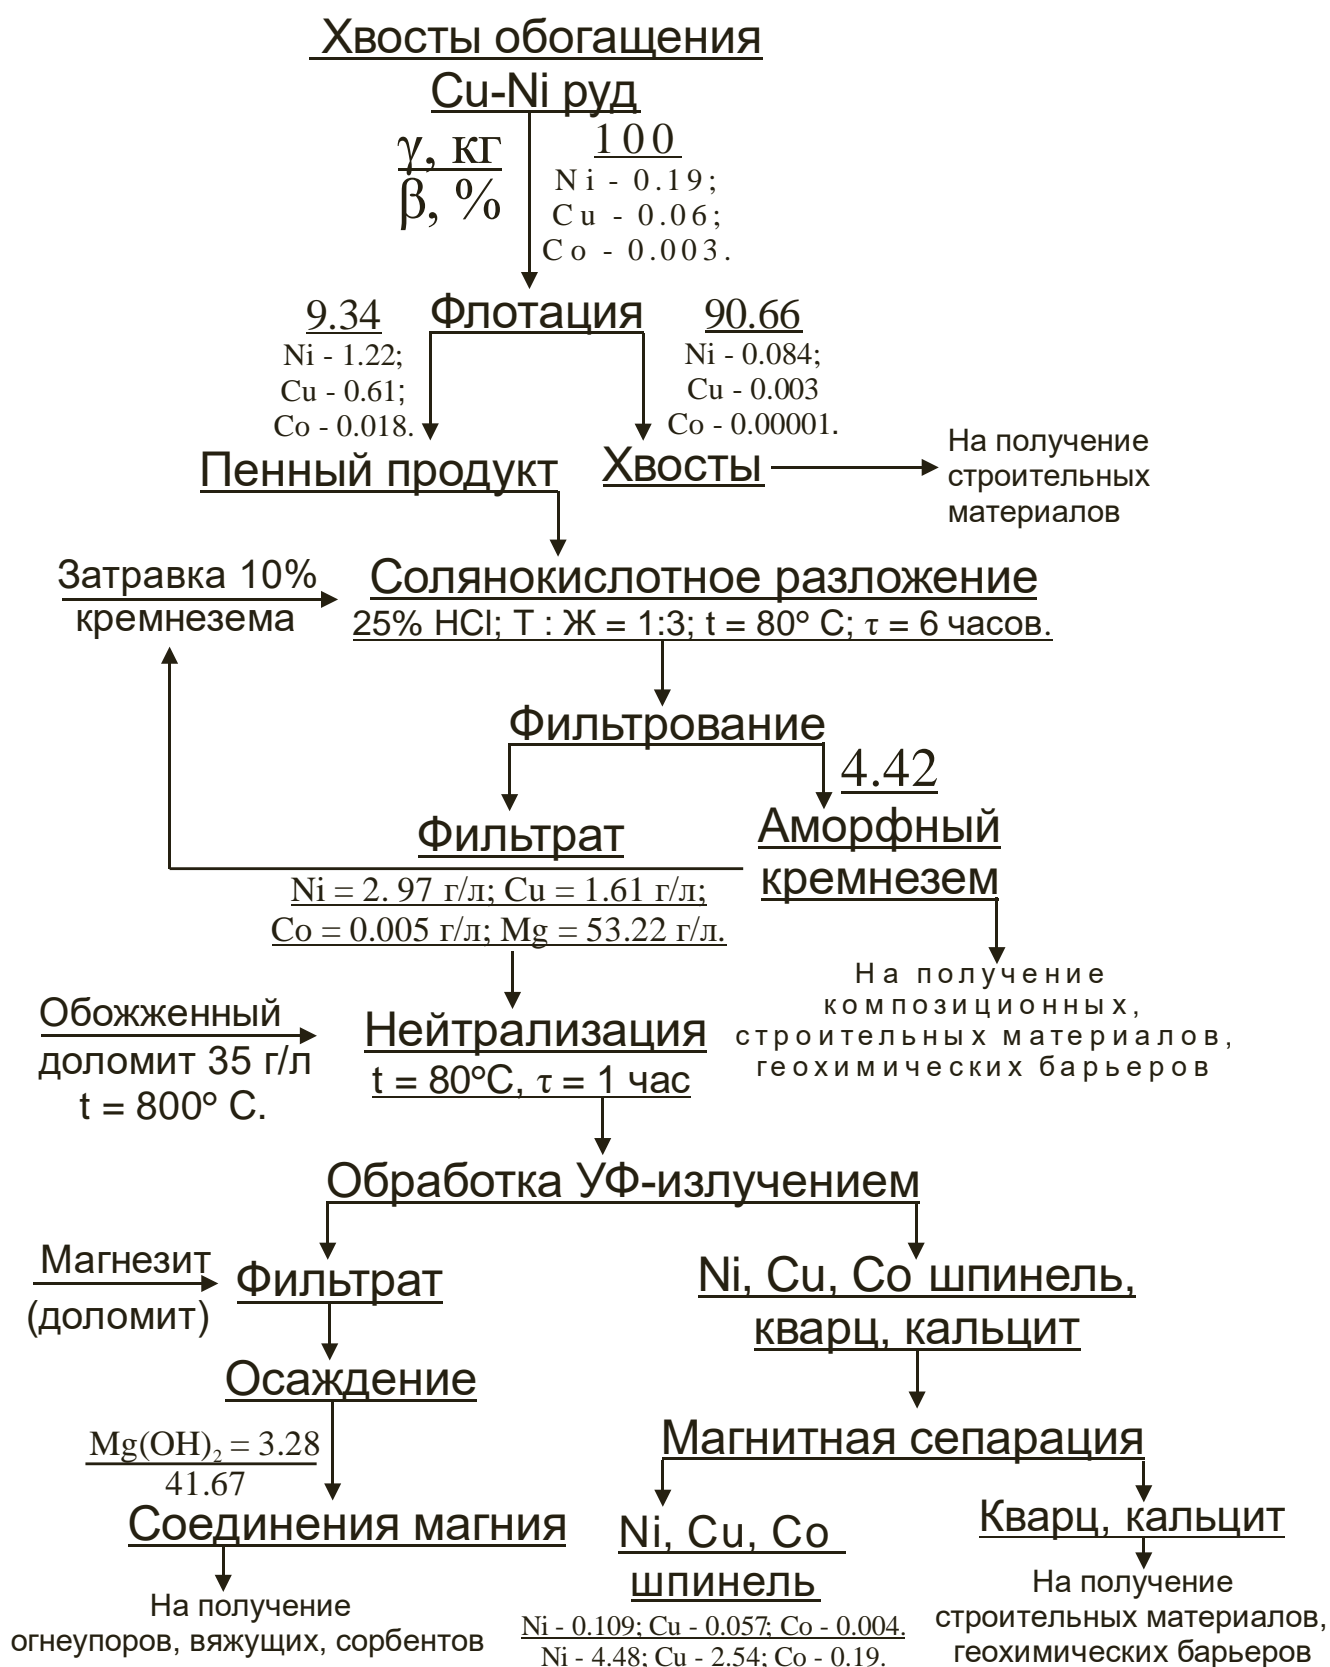 Хвосты обогащения
Cu-Ni руд
γ, кг
β, %
100
Ni - 0.19;
Cu - 0.06;
Co - 0.003.
Флотация
9.34
Ni - 1.22;
Cu - 0.61;
Co - 0.018.
90.66
Ni - 0.084;
Cu - 0.003
Co - 0.00001.
Пенный продукт
Хвосты
На получение
строительных
материалов
Затравка 10%
кремнезема
Солянокислотное разложение
25% HCl; Т : Ж = 1:3; t = 80º С; τ = 6 часов.
Фильтрование
4.42
Фильтрат
Аморфный
кремнезем
Ni = 2. 97 г/л; Cu = 1.61 г/л;
Co = 0.005 г/л; Mg = 53.22 г/л.
На получение
композиционных,
строительных материалов,
геохимических барьеров
Обожженный
доломит 35 г/л
t = 800º С.
Нейтрализация
t = 80ºС, τ = 1 час
Обработка УФ-излучением
Магнезит
(доломит)
Фильтрат
Ni, Cu, Co шпинель,
кварц, кальцит
Осаждение
Магнитная сепарация
Mg(OH)₂ = 3.28
41.67
Соединения магния
Ni, Cu, Co
шпинель
Кварц, кальцит
На получение
огнеупоров, вяжущих, сорбентов
Ni - 0.109; Cu - 0.057; Co - 0.004.
Ni - 4.48; Cu - 2.54; Co - 0.19.
На получение
строительных материалов,
геохимических барьеров